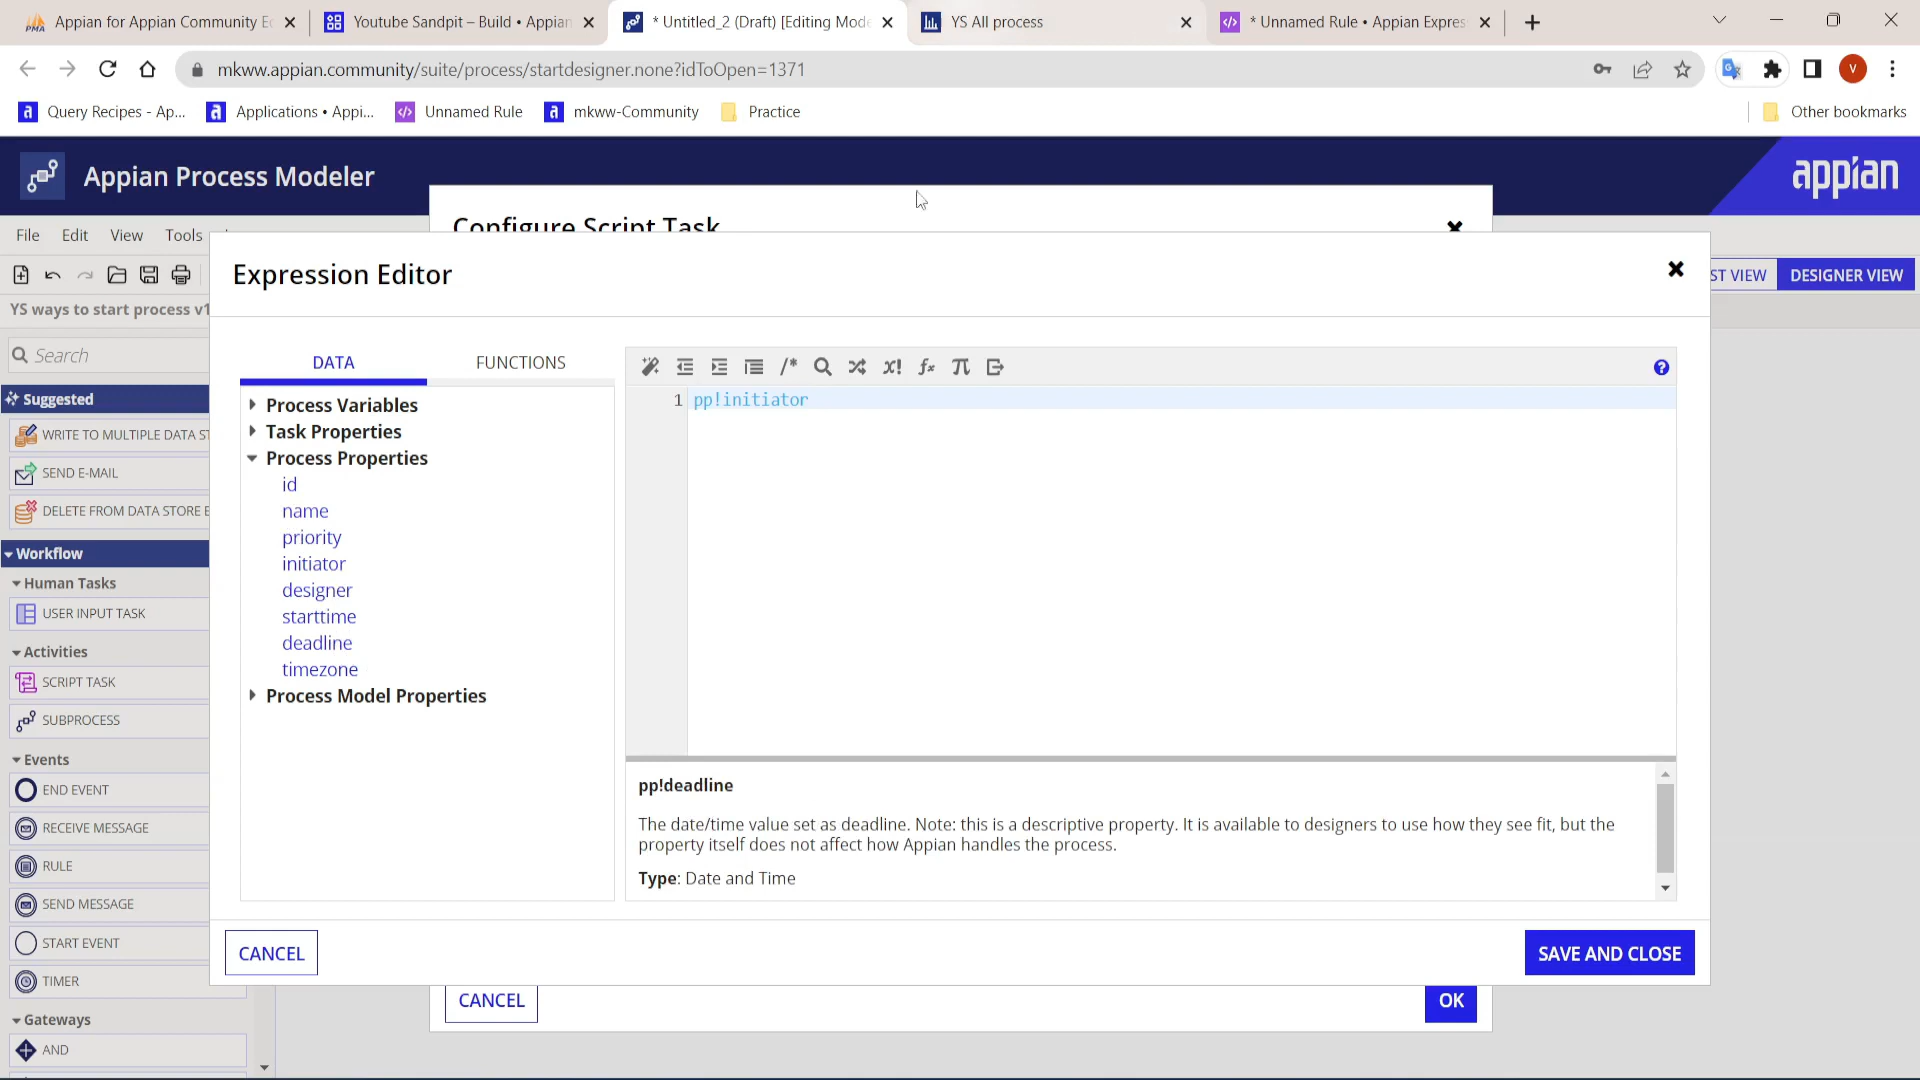 Appian for Appian Community Ec
Youtube Sandpit – Build • Appian
* Untitled_2 (Draft) [Editing Mode
YS All process
* Unnamed Rule • Appian Expres
mkww.appian.community/suite/process/startdesigner.none?idToOpen=1371
V
Query Recipes - Ap...
Applications • Appi...
Unnamed Rule
mkww-Community
Practice
Other bookmarks
Appian Process Modeler
appian
Configure Script Task
File
Edit
View
Tools
ST VIEW
DESIGNER VIEW
YS ways to start process v1
Search
Suggested
WRITE TO MULTIPLE DATA ST
SEND E-MAIL
DELETE FROM DATA STORE E
Workflow
Human Tasks
USER INPUT TASK
Activities
SCRIPT TASK
SUBPROCESS
Events
END EVENT
RECEIVE MESSAGE
RULE
SEND MESSAGE
START EVENT
TIMER
Gateways
AND
Expression Editor
DATA
FUNCTIONS
Process Variables
Task Properties
Process Properties
id
name
priority
initiator
designer
starttime
deadline
timezone
Process Model Properties
1 pp!initiator
pp!deadline
The date/time value set as deadline. Note: this is a descriptive property. It is available to designers to use how they see fit, but the
property itself does not affect how Appian handles the process.
Type: Date and Time
CANCEL
SAVE AND CLOSE
CANCEL
OK